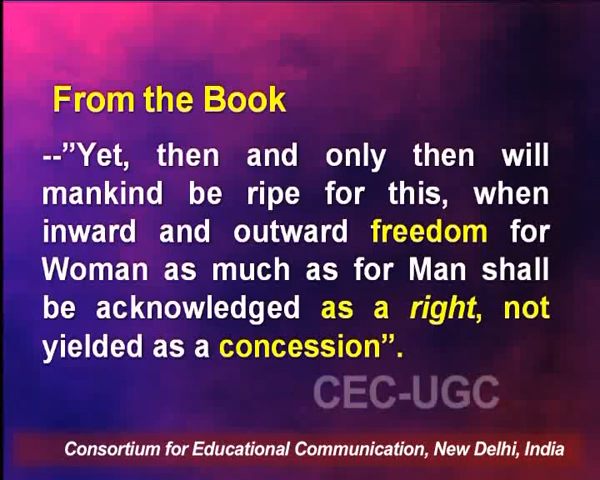 From the Book
--”Yet, then and only then will
mankind be ripe for this, when
inward and outward freedom for
Woman as much as for Man shall
be acknowledged as a right, not
yielded as a concession”.
CEC-UGC
Consortium for Educational Communication, New Delhi, India